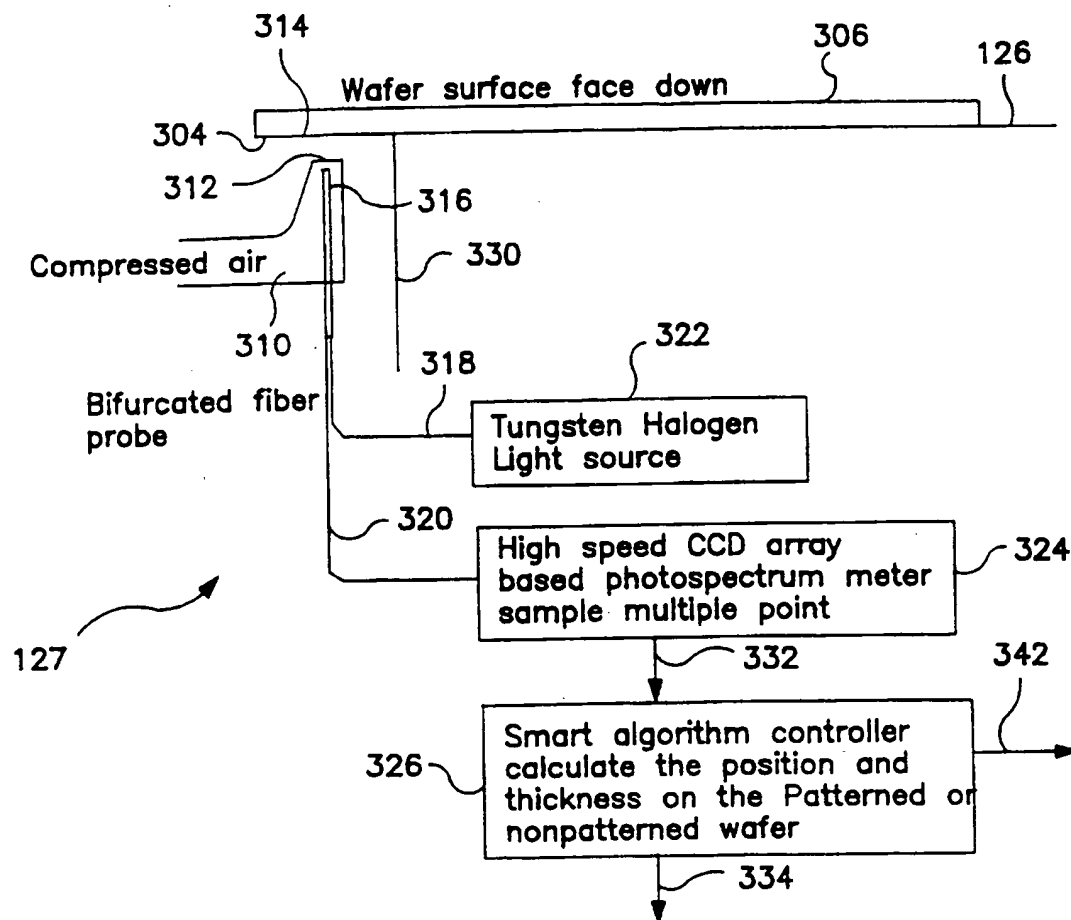 314
306
126
Wafer surface face down
304
312
316
Compressed air
330
310
322
318
Bifurcated fiber
probe
Tungsten Halogen
Light source
320
High speed CCD array
based photospectrum meter
sample multiple point
324
127
332
342
Smart algorithm controller
calculate the position and
thickness on the Patterned or
nonpatterned wafer
326
334